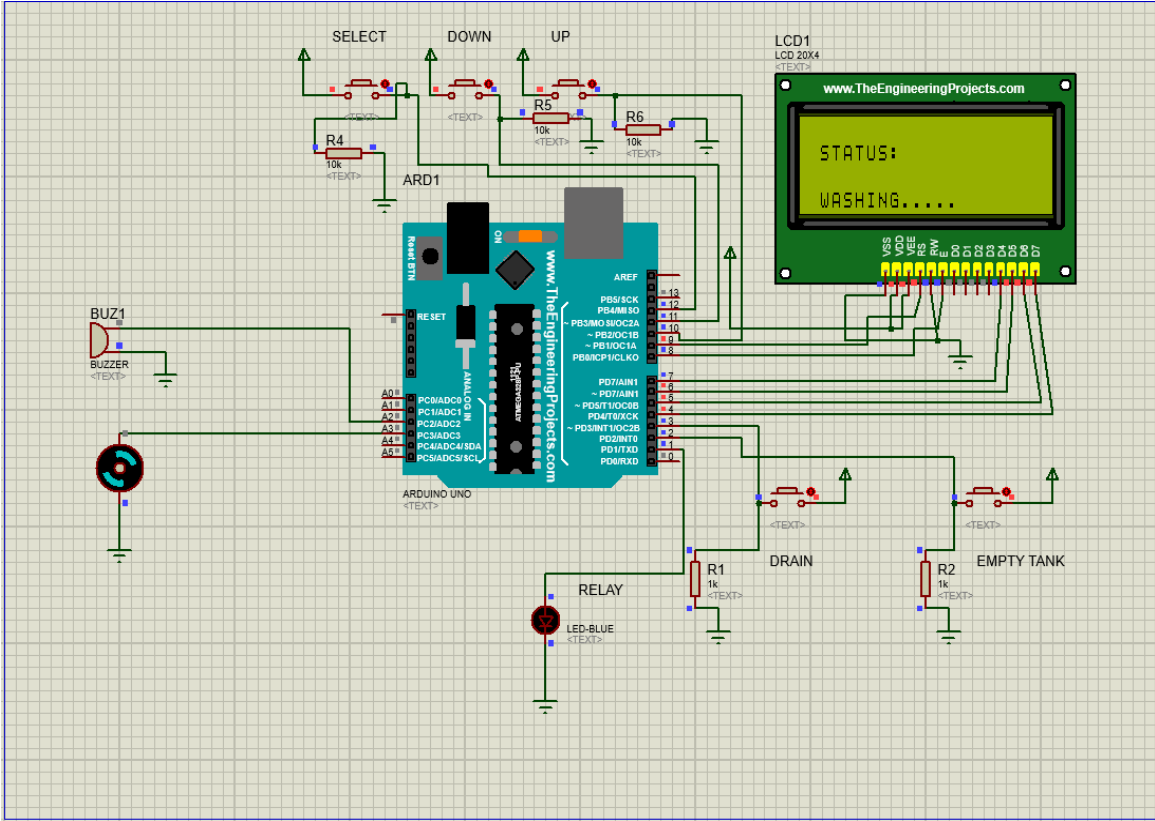 SELECT
DOWN
UP
<TEXT>
<TEXT>
R5
10k
<TEXT>
R6
10k
<TEXT>
R4
10k
<TEXT>
LCD1
LCD 20X4
<TEXT>
www.TheEngineeringProjects.com
STATUS:
WASHING.....
VSS
VDD
VEE
RS
RW
E
D0
D1
D2
D3
D4
D5
D6
D7
ARD1
Reset BTN
ON
www.TheEngineeringProjects.com
RESET
ANALOG IN
AREF
PB5/SCK
13
PB4/MISO
12
~ PB3/MOSI/OC2A
11
~ PB2/OC1B
10
~ PB1/OC1A
9
PB0/ICP1/CLKO
8
PD7/AIN1
7
~ PD7/AIN1
6
~ PD5/T1/OC0B
5
PD4/T0/XCK
4
~ PD3/INT1/OC2B
3
PD2/INT0
2
PD1/TXD
1
PD0/RXD
0
A0
PC0/ADC0
A1
PC1/ADC1
A2
PC2/ADC2
A3
PC3/ADC3
A4
PC4/ADC4/SDA
A5
PC5/ADC5/SCL
ARDUINO UNO
<TEXT>
BUZ1
BUZZER
<TEXT>
<TEXT>
DRAIN
R1
1k
<TEXT>
<TEXT>
EMPTY TANK
R2
1k
<TEXT>
RELAY
LED-BLUE
<TEXT>